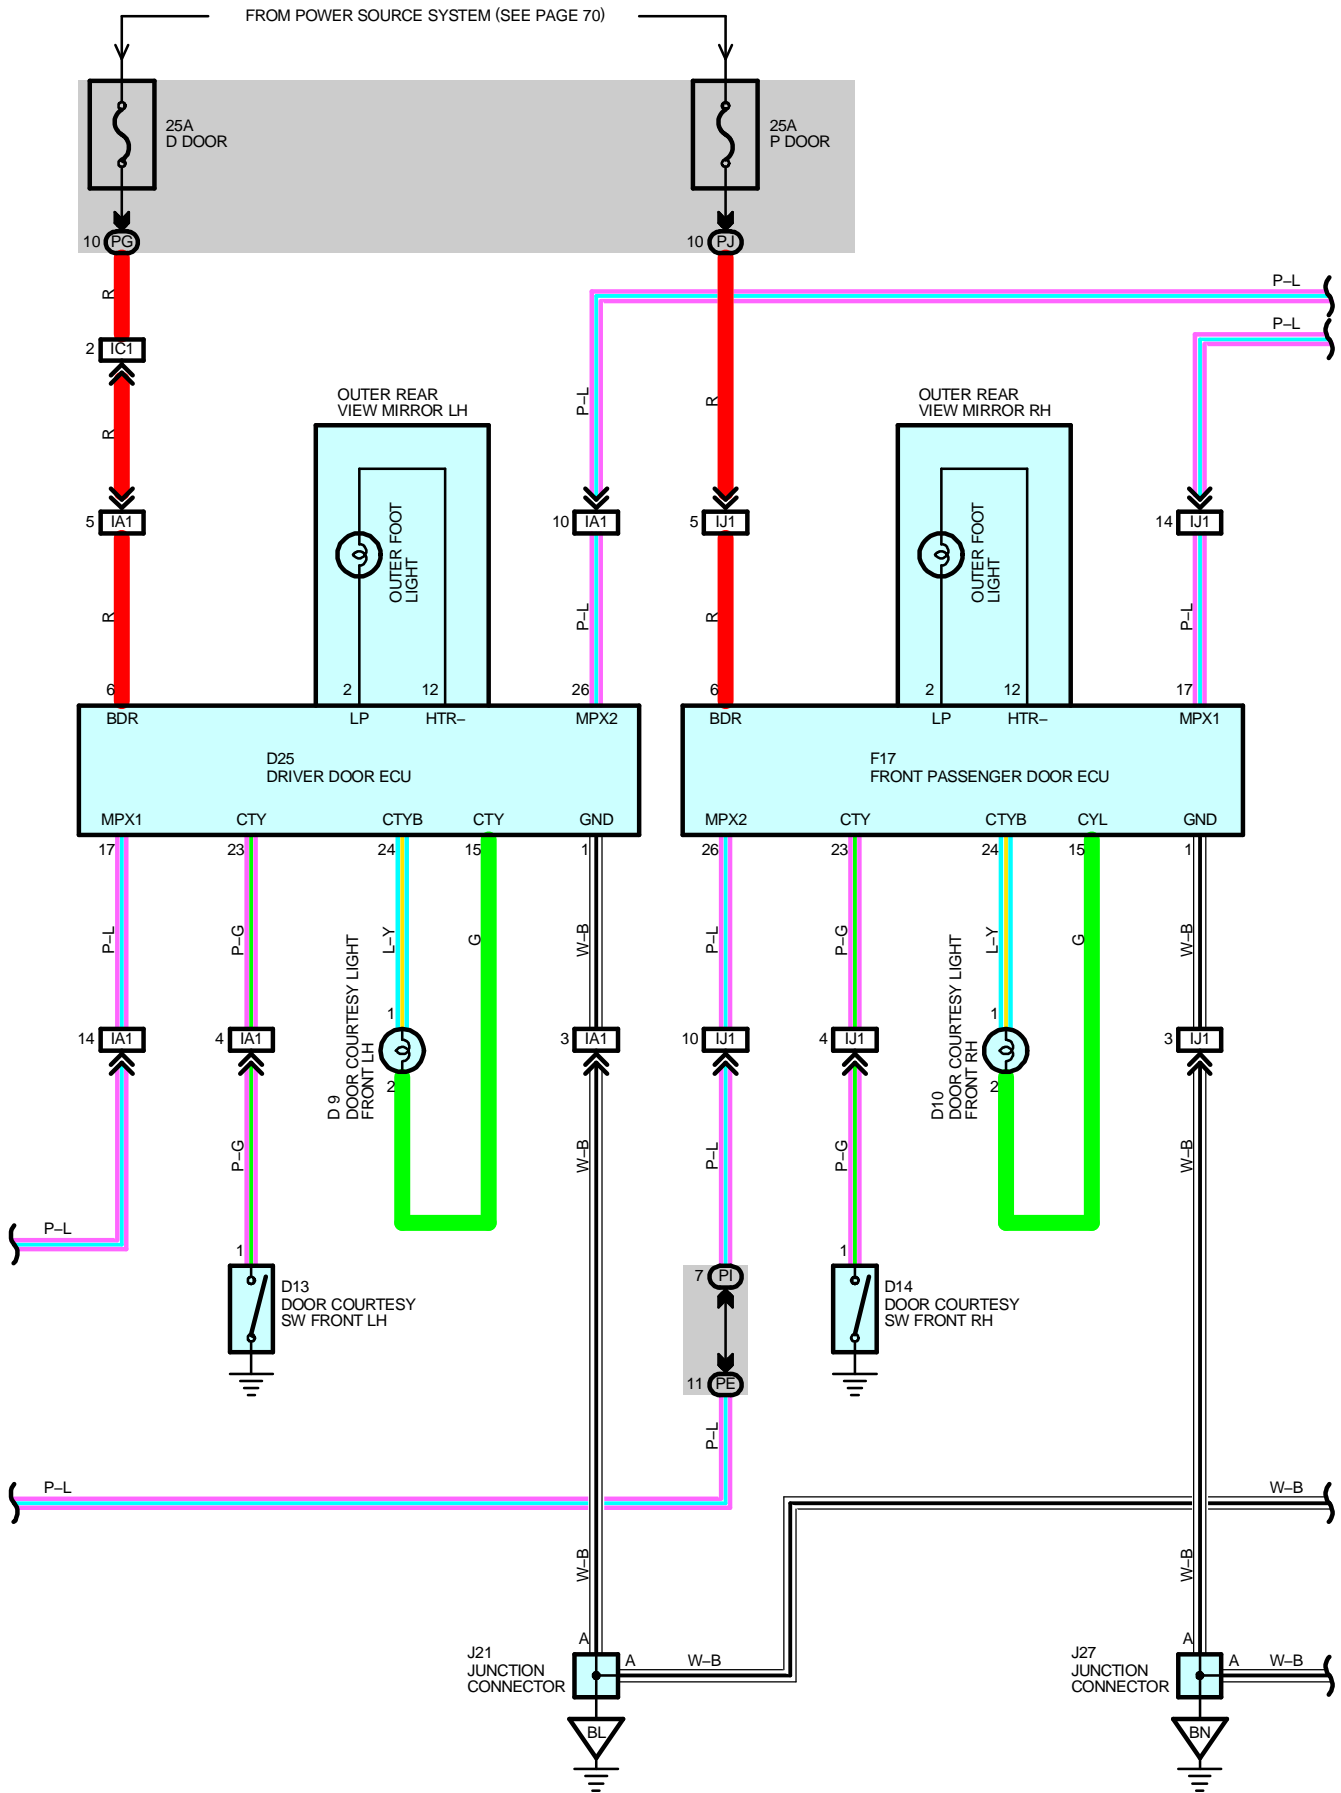 FROM POWER SOURCE SYSTEM (SEE PAGE 70)
25A
D DOOR
25A
P DOOR
10 PG
10 PJ
R
P–L
P–L
2 IC1
R
OUTER REAR
VIEW MIRROR LH
P–L
R
OUTER REAR
VIEW MIRROR RH
P–L
5 IA1
10 IA1
5 IJ1
14 IJ1
OUTER FOOT
LIGHT
OUTER FOOT
LIGHT
R
P–L
R
P–L
6
2
12
26
6
2
12
17
BDR
LP
HTR–
MPX2
BDR
LP
HTR–
MPX1
D25
DRIVER DOOR ECU
F17
FRONT PASSENGER DOOR ECU
MPX1
CTY
CTYB
CTY
GND
MPX2
CTY
CTYB
CYL
GND
17
23
24
15
1
26
23
24
15
1
P–L
P–G
L–Y
G
W–B
P–L
P–G
L–Y
G
W–B
1
1
14 IA1
4 IA1
3 IA1
10 IJ1
4 IJ1
3 IJ1
D 9
DOOR COURTESY LIGHT
FRONT LH
D10
DOOR COURTESY LIGHT
FRONT RH
2
2
P–G
W–B
P–L
P–G
W–B
P–L
1
1
D13
DOOR COURTESY
SW FRONT LH
7 PI
D14
DOOR COURTESY
SW FRONT RH
11 PE
P–L
P–L
W–B
W–B
W–B
A
A
J21
JUNCTION
CONNECTOR
A
W–B
J27
JUNCTION
CONNECTOR
A
W–B
BL
BN